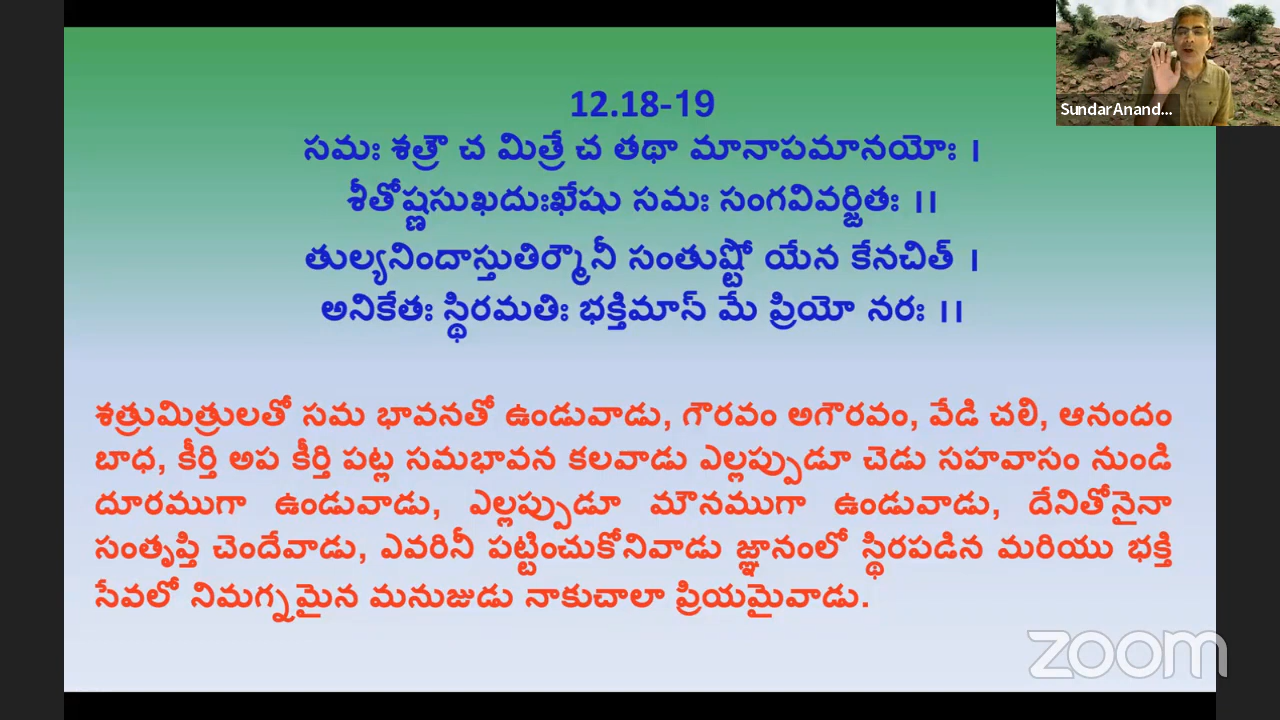 12.18-19
సమః శత్రౌ చ మిత్రే చ తథా మానాపమానయోః ।
శీతోష్ణసుఖదుఃఖేషు సమః సంగవివర్జితః ।।
తుల్యనిందాస్తుతిర్మౌనీ సంతుష్టో యేన కేనచిత్ ।
అనికేతః స్థిరమతిః భక్తిమాన్ మే ప్రియో నరః ।।
శత్రుమిత్రులతో సమ భావనతో ఉండువాడు, గౌరవం అగౌరవం, వేడి చలి, ఆనందం
బాధ, కీర్తి అప కీర్తి పట్ల సమభావన కలవాడు ఎల్లప్పుడూ చెడు సహవాసం నుండి
దూరముగా ఉండువాడు, ఎల్లప్పుడూ మౌనముగా ఉండువాడు, దేనితోనైనా
సంతృప్తి చెందేవాడు, ఎవరినీ పట్టించుకోనివాడు జ్ఞానంలో స్థిరపడిన మరియు భక్తి
సేవలో నిమగ్నమైన మనుజుడు నాకుచాలా ప్రియమైవాడు.
SundarAnand...
zoom